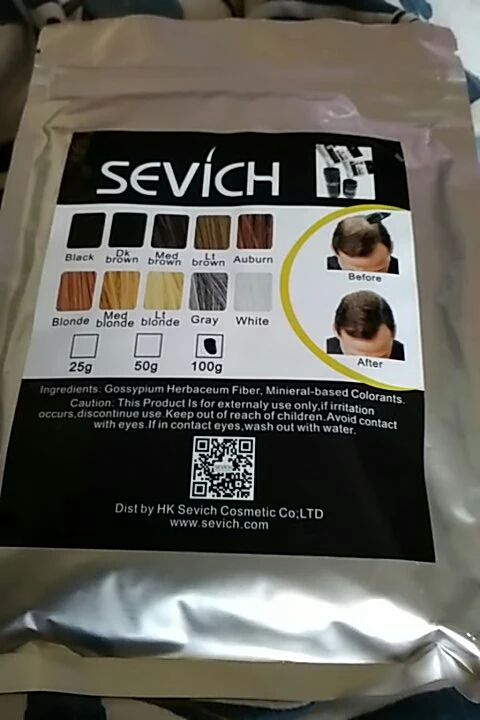 SEVICH
Black
Dk brown
Med brown
Lt brown
Auburn
Before
Blonde
Med blonde
Lt blonde
Gray
White
25g
50g
100g
After
Ingredients: Gossypium Herbaceum Fiber, Minieral-based Colorants.
Caution: This Product Is for externaly use only,if irritation
occurs,discontinue use.Keep out of reach of children.Avoid contact
with eyes.If in contact eyes,wash out with water.
SEVICH
Dist by HK Sevich Cosmetic Co;LTD
www.sevich.com